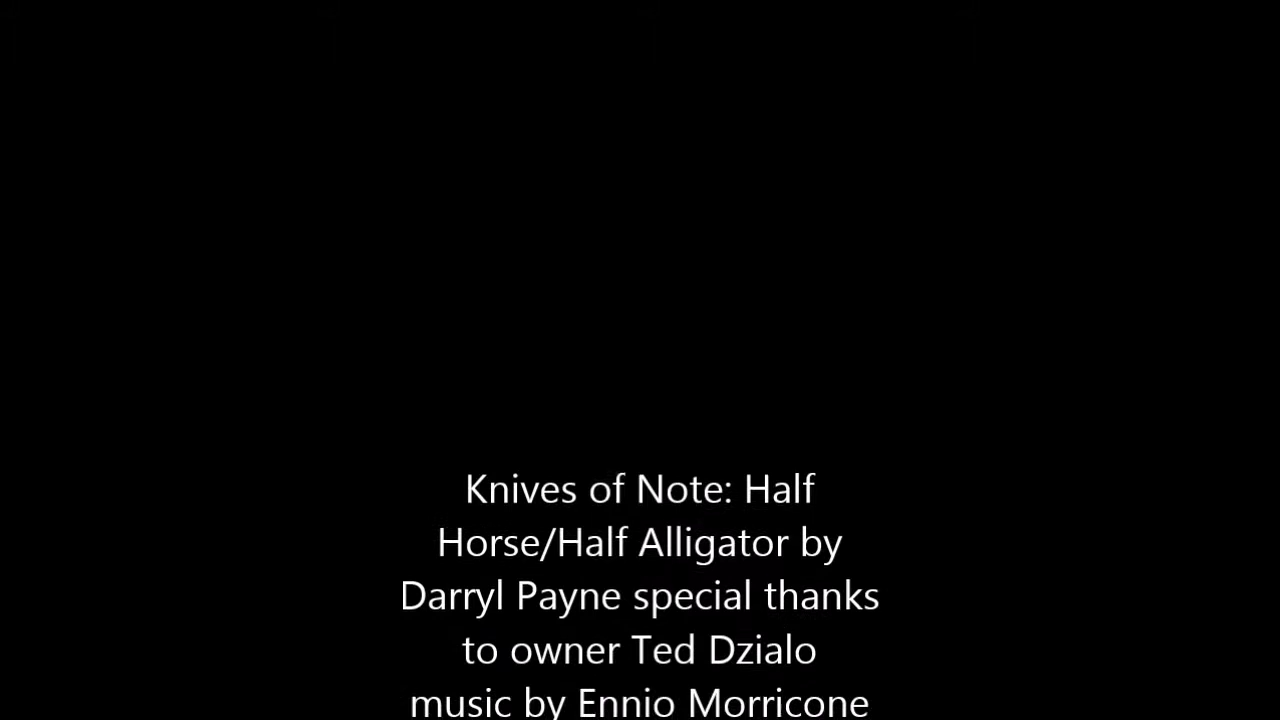 Knives of Note: Half
Horse/Half Alligator by
Darryl Payne special thanks
to owner Ted Dzialo
music by Ennio Morricone